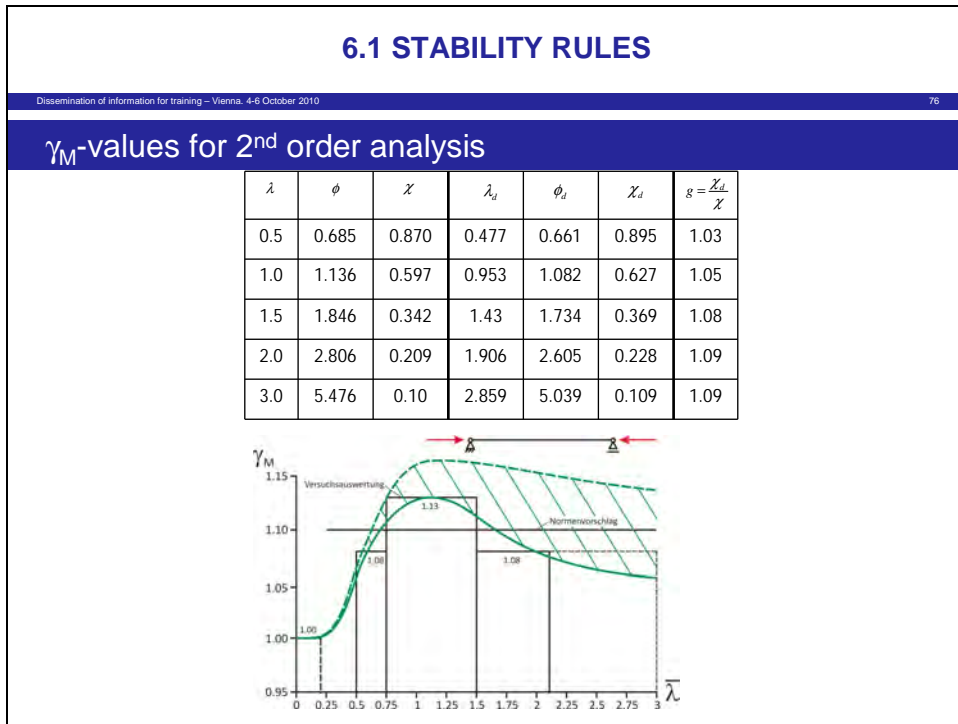 6.1 STABILITY RULES
Dissemination of information for training – Vienna. 4-6 October 2010 76
γM-values for 2nd order analysis
λ ϕ χ λd ϕd χd g = χd/χ
0.5 0.685 0.870 0.477 0.661 0.895 1.03
1.0 1.136 0.597 0.953 1.082 0.627 1.05
1.5 1.846 0.342 1.43 1.734 0.369 1.08
2.0 2.806 0.209 1.906 2.605 0.228 1.09
3.0 5.476 0.10 2.859 5.039 0.109 1.09
γM
1.15
Versuchsauswertung
1.13
Normenvorschlag
1.10
1.08
1.08
1.05
1.00
1.00
0.95
0 0.25 0.5 0.75 1 1.25 1.5 1.75 2 2.25 2.5 2.75 3
λ̅